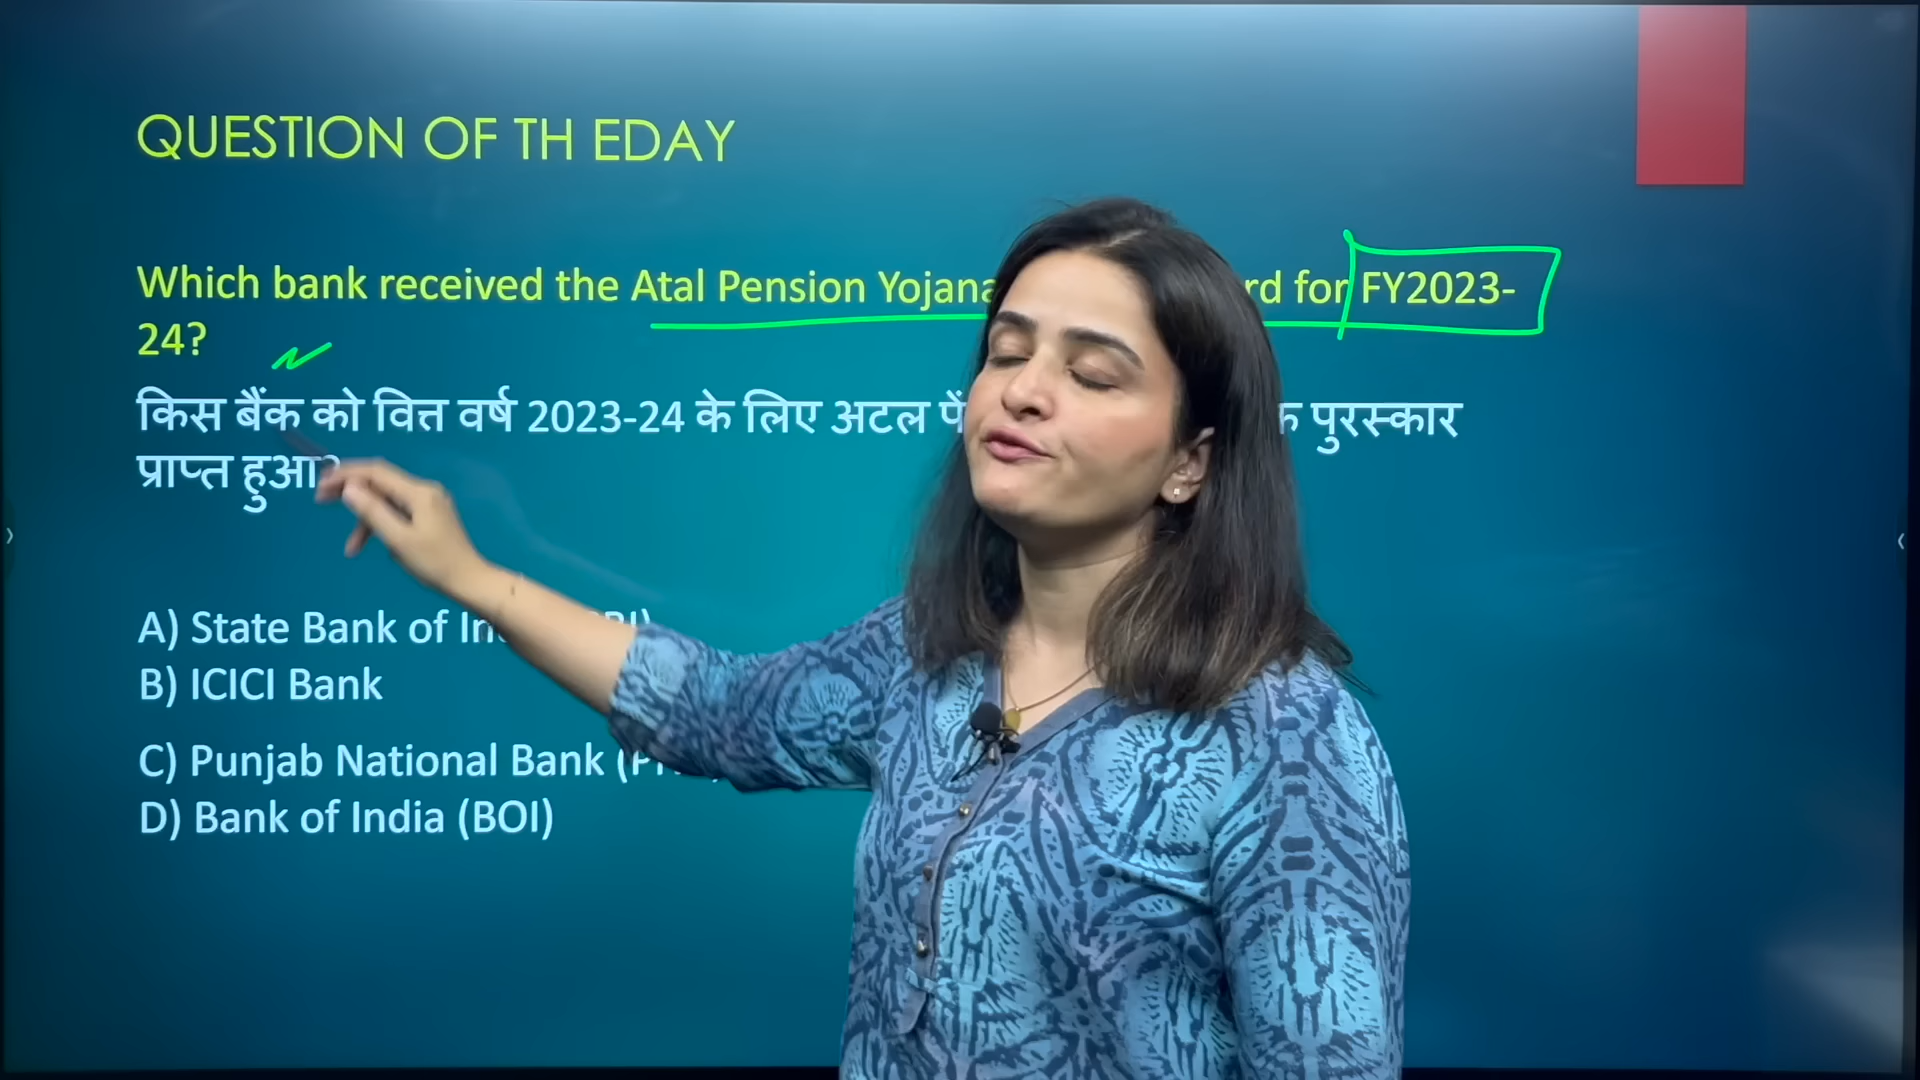 QUESTION OF TH EDAY
Which bank received the Atal Pension Yojana for FY2023-
24?
किस बैंक को वित्त वर्ष 2023-24 के लिए अटल पुरस्कार
प्राप्त हुआ?
A) State Bank of
B) ICICI Bank
C) Punjab National Bank
D) Bank of India (BOI)